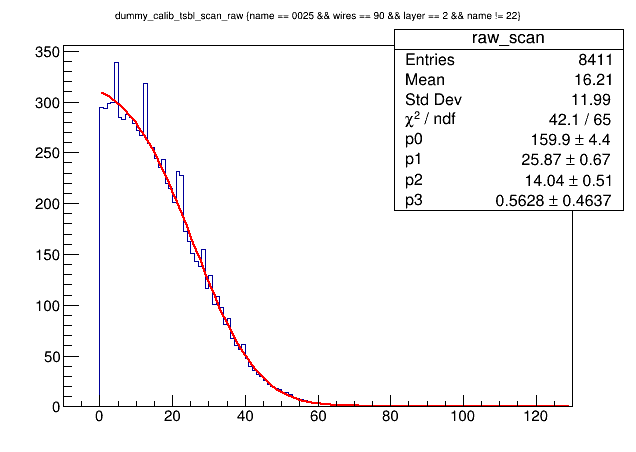 dummy_calib_tsbl_scan_raw {name == 0025 && wires == 90 && layer == 2 && name != 22}
raw_scan
Entries 8411
Mean 16.21
Std Dev 11.99
χ² / ndf 42.1 / 65
p0 159.9 ± 4.4
p1 25.87 ± 0.67
p2 14.04 ± 0.51
p3 0.5628 ± 0.4637
350
300
250
200
150
100
50
0
0 20 40 60 80 100 120